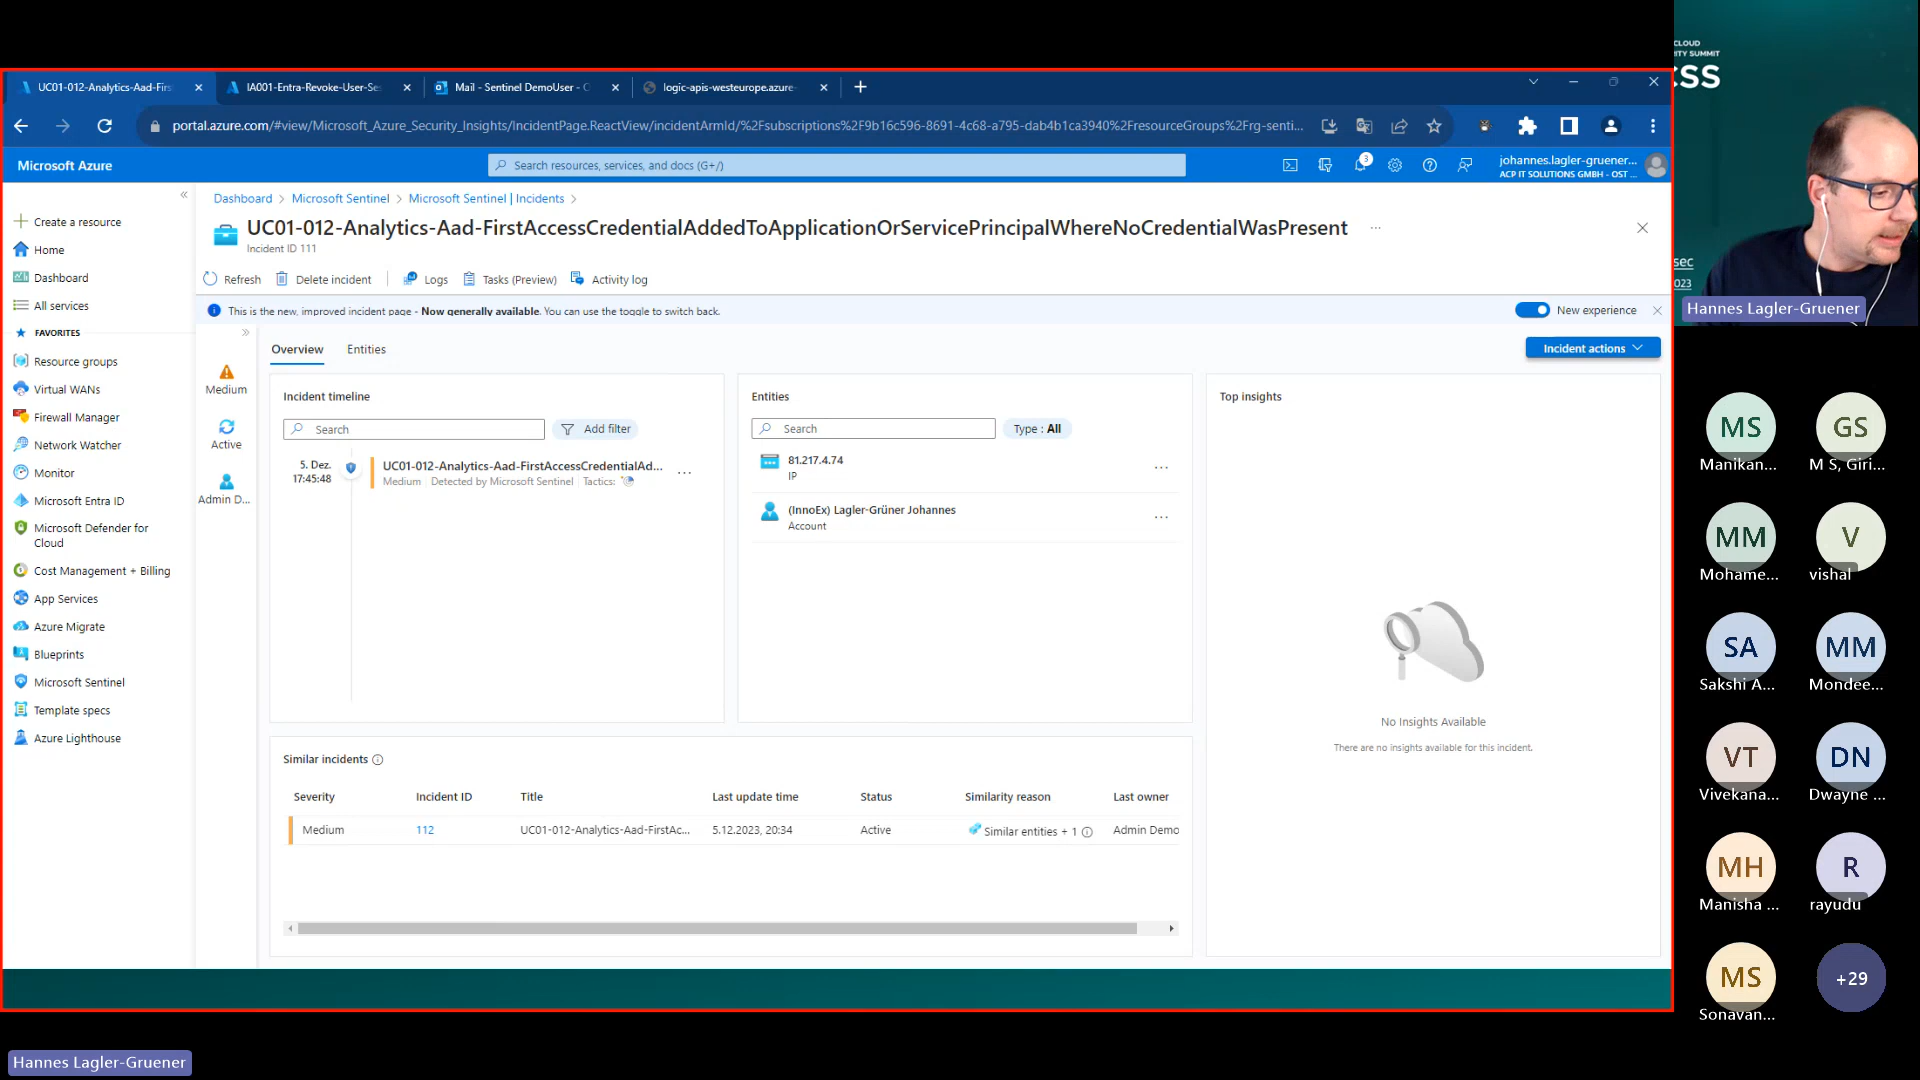 UC01-012-Analytics-Aad-Firs
IA001-Entra-Revoke-User-Se
Mail - Sentinel DemoUser - O
logic-apis-westeurope.azure-
portal.azure.com/#view/Microsoft_Azure_Security_Insights/IncidentPage.ReactView/incidentArmId/%2Fsubscriptions%2F9b16c596-8691-4c68-a795-dab4b1ca3940%2FresourceGroups%2Frg-senti...
Microsoft Azure
Search resources, services, and docs (G+/)
3
johannes.lagler-gruener...
ACP IT SOLUTIONS GMBH - OST ...
Create a resource
Home
Dashboard
All services
FAVORITES
Resource groups
Virtual WANs
Firewall Manager
Network Watcher
Monitor
Microsoft Entra ID
Microsoft Defender for
Cloud
Cost Management + Billing
App Services
Azure Migrate
Blueprints
Microsoft Sentinel
Template specs
Azure Lighthouse
Dashboard > Microsoft Sentinel > Microsoft Sentinel | Incidents >
UC01-012-Analytics-Aad-FirstAccessCredentialAddedToApplicationOrServicePrincipalWhereNoCredentialWasPresent ...
Incident ID 111
Refresh
Delete incident
Logs
Tasks (Preview)
Activity log
This is the new, improved incident page - Now generally available. You can use the toggle to switch back.
New experience
Medium
Active
Admin D...
Overview
Entities
Incident actions
Incident timeline
Search
Add filter
5. Dez.
17:45:48
UC01-012-Analytics-Aad-FirstAccessCredentialAd...
Medium | Detected by Microsoft Sentinel | Tactics:
Entities
Search
Type : All
81.217.4.74
IP
(InnoEx) Lagler-Grüner Johannes
Account
Top insights
No Insights Available
There are no insights available for this incident.
Similar incidents
Severity Incident ID Title Last update time Status Similarity reason Last owner
Medium 112 UC01-012-Analytics-Aad-FirstAc... 5.12.2023, 20:34 Active Similar entities + 1 Admin Demo
CLOUD
ITY SUMMIT
CSS
sec
023
Hannes Lagler-Gruener
MS
Manikan...
GS
M S, Giri...
MM
Mohame...
V
vishal
SA
Sakshi A...
MM
Mondee...
VT
Vivekana...
DN
Dwayne ...
MH
Manisha ...
R
rayudu
MS
Sonavan...
+29
Hannes Lagler-Gruener